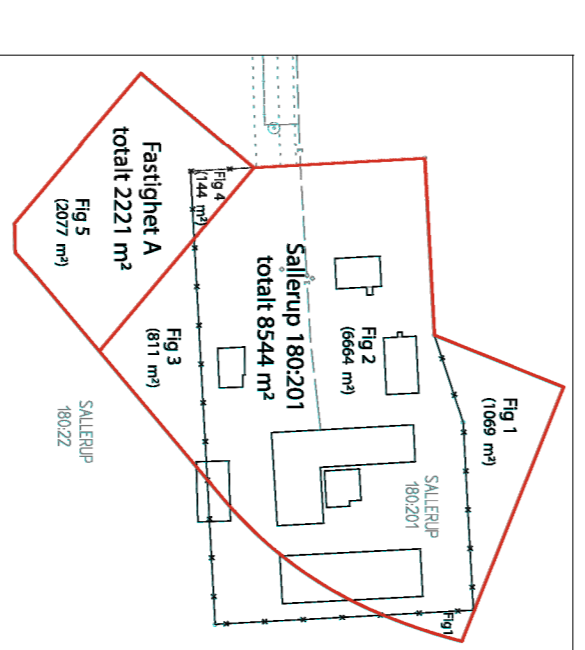 Fig 1
(1069 m²)
SALLERUP
180:201
Fig1
Fig 2
(6664 m²)
Sallerup 180:201
totalt 8544 m²
Fig 4
(144 m²)
Fig 3
(811 m²)
Fastighet A
totalt 2221 m²
Fig 5
(2077 m²)
SALLERUP
180:22